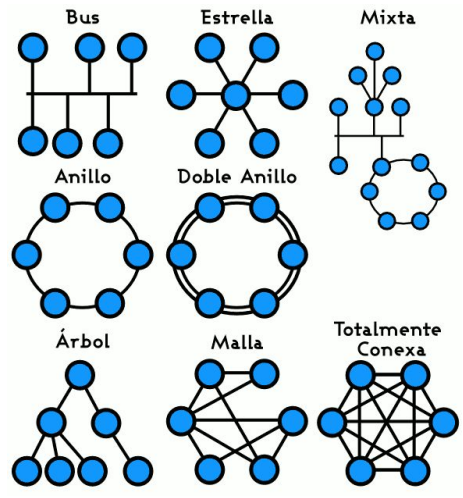 Bus
Estrella
Mixta
Anillo
Doble Anillo
Árbol
Malla
Totalmente
Conexa